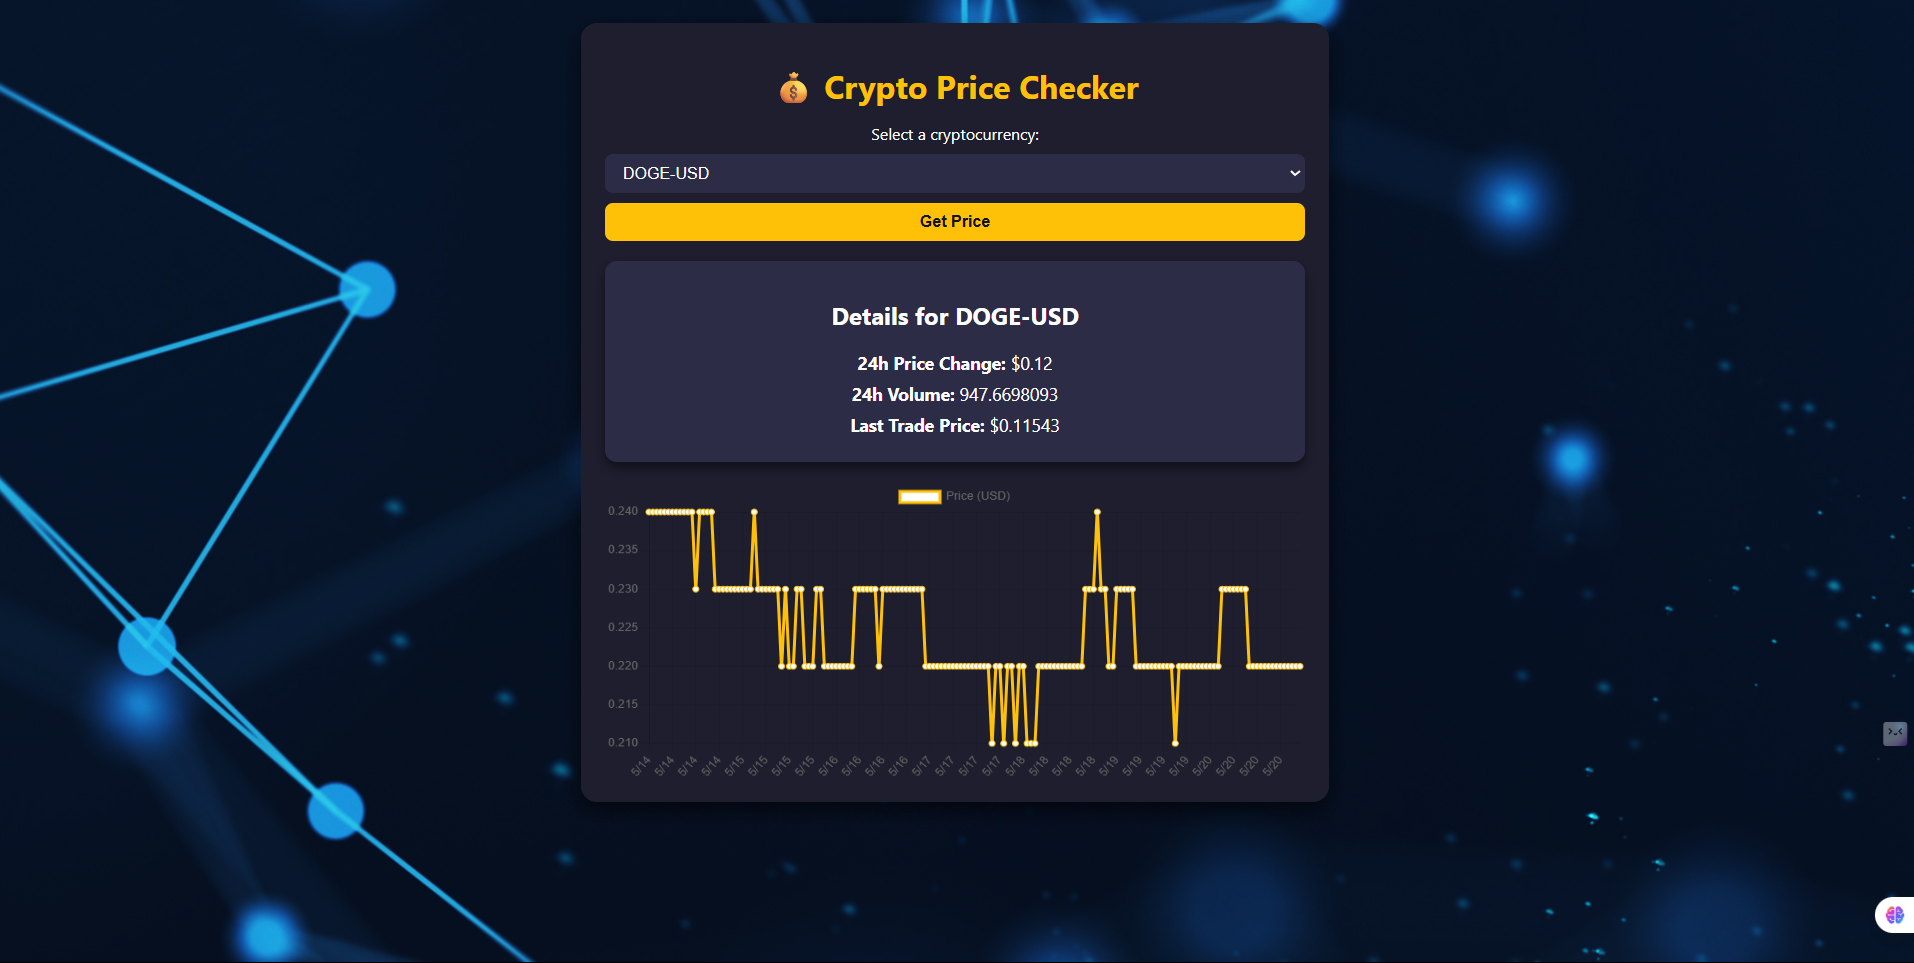 Crypto Price Checker
Select a cryptocurrency:
DOGE-USD
Get Price
Details for DOGE-USD
24h Price Change: $0.12
24h Volume: 947.6698093
Last Trade Price: $0.11543
Price (USD)
0.240
0.235
0.230
0.225
0.220
0.215
0.210
5/14 5/14 5/14 5/14 5/15 5/15 5/15 5/15 5/16 5/16 5/16 5/16 5/17 5/17 5/17 5/17 5/18 5/18 5/18 5/18 5/19 5/19 5/19 5/19 5/20 5/20 5/20 5/20